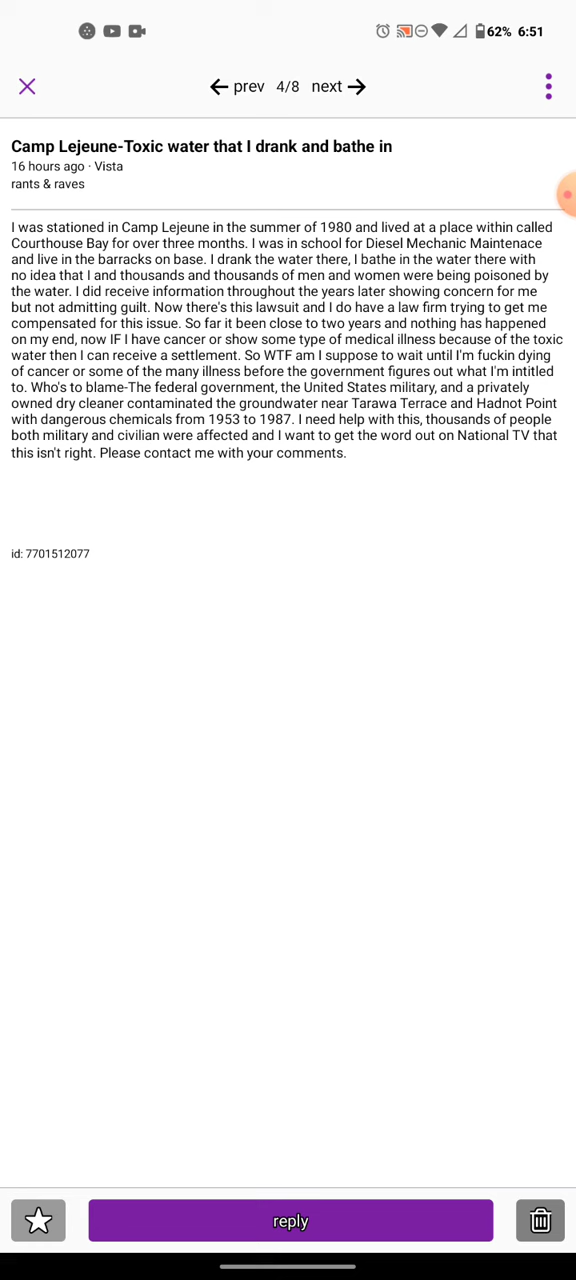 62% 6:51
prev 4/8 next
Camp Lejeune-Toxic water that I drank and bathe in
16 hours ago · Vista
rants & raves
I was stationed in Camp Lejeune in the summer of 1980 and lived at a place within called
Courthouse Bay for over three months. I was in school for Diesel Mechanic Maintenace
and live in the barracks on base. I drank the water there, I bathe in the water there with
no idea that I and thousands and thousands of men and women were being poisoned by
the water. I did receive information throughout the years later showing concern for me
but not admitting guilt. Now there's this lawsuit and I do have a law firm trying to get me
compensated for this issue. So far it been close to two years and nothing has happened
on my end, now IF I have cancer or show some type of medical illness because of the toxic
water then I can receive a settlement. So WTF am I suppose to wait until I'm fuckin dying
of cancer or some of the many illness before the government figures out what I'm intitled
to. Who's to blame-The federal government, the United States military, and a privately
owned dry cleaner contaminated the groundwater near Tarawa Terrace and Hadnot Point
with dangerous chemicals from 1953 to 1987. I need help with this, thousands of people
both military and civilian were affected and I want to get the word out on National TV that
this isn't right. Please contact me with your comments.
id: 7701512077
reply